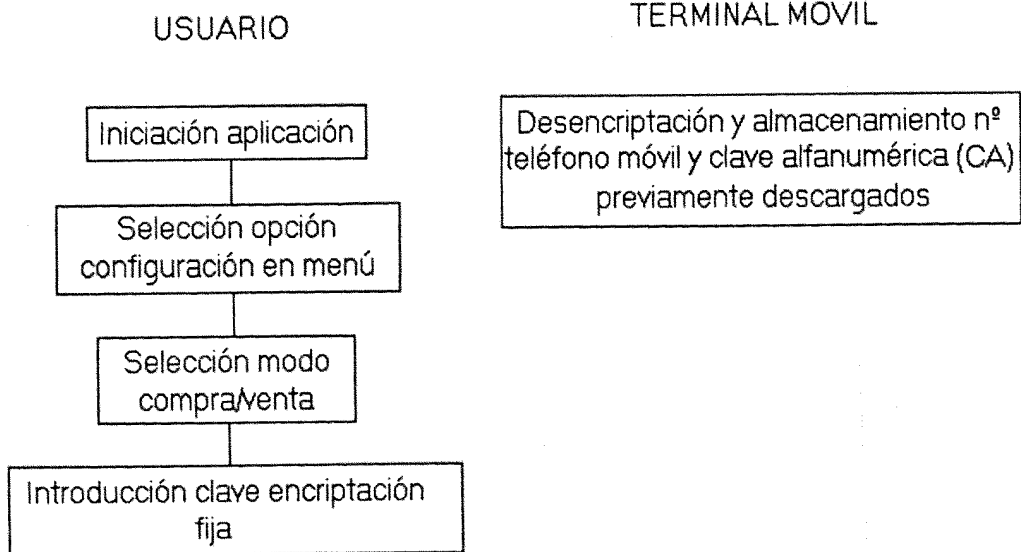 USUARIO
TERMINAL MOVIL
Iniciación aplicación
Selección opción
configuración en menú
Selección modo
compra/venta
Introducción clave encriptación
fija
Desencriptación y almacenamiento nº
teléfono móvil y clave alfanumérica (CA)
previamente descargados